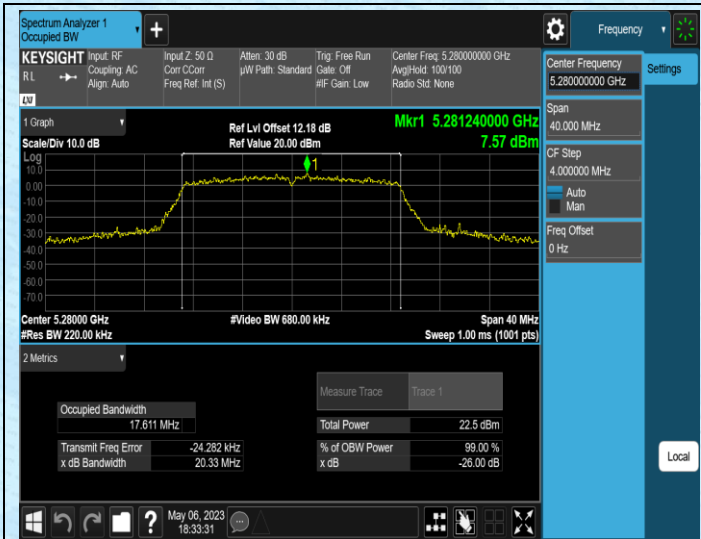 Spectrum Analyzer 1
Occupied BW
+
Frequency
KEYSIGHT
R L
LXI
Input: RF
Coupling: AC
Align: Auto
Input Z: 50 Ω
Corr CCorr
Freq Ref: Int (S)
Atten: 30 dB
µW Path: Standard
Trig: Free Run
Gate: Off
#IF Gain: Low
Center Freq: 5.280000000 GHz
Avg|Hold: 100/100
Radio Std: None
Center Frequency
5.280000000 GHz
Settings
Span
40.000 MHz
CF Step
4.000000 MHz
Auto
Man
Freq Offset
0 Hz
Local
1 Graph
Scale/Div 10.0 dB
Ref Lvl Offset 12.18 dB
Ref Value 20.00 dBm
Mkr1 5.281240000 GHz
7.57 dBm
Log
1
10.0
0.00
-10.0
-20.0
-30.0
-40.0
-50.0
-60.0
-70.0
Center 5.28000 GHz
#Res BW 220.00 kHz
#Video BW 680.00 kHz
Span 40 MHz
Sweep 1.00 ms (1001 pts)
2 Metrics
Measure Trace Trace 1
Occupied Bandwidth
17.611 MHz
Total Power 22.5 dBm
Transmit Freq Error -24.282 kHz
% of OBW Power 99.00 %
x dB Bandwidth 20.33 MHz
x dB -26.00 dB
?
May 06, 2023
18:33:31